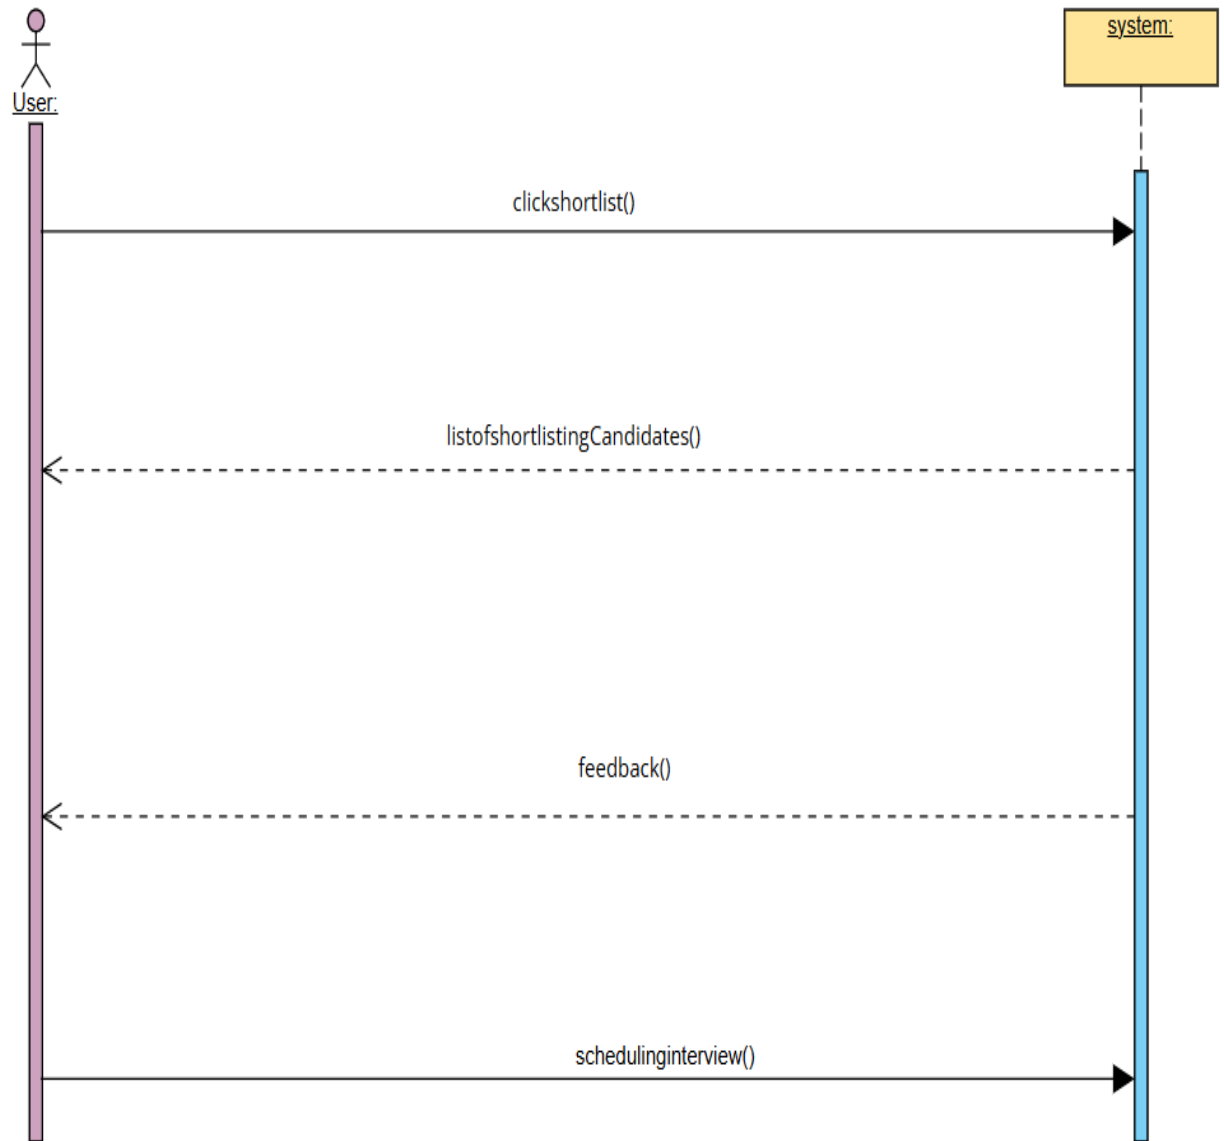 system:
User:
clickshortlist()
listofshortlistingCandidates()
feedback()
schedulinginterview()